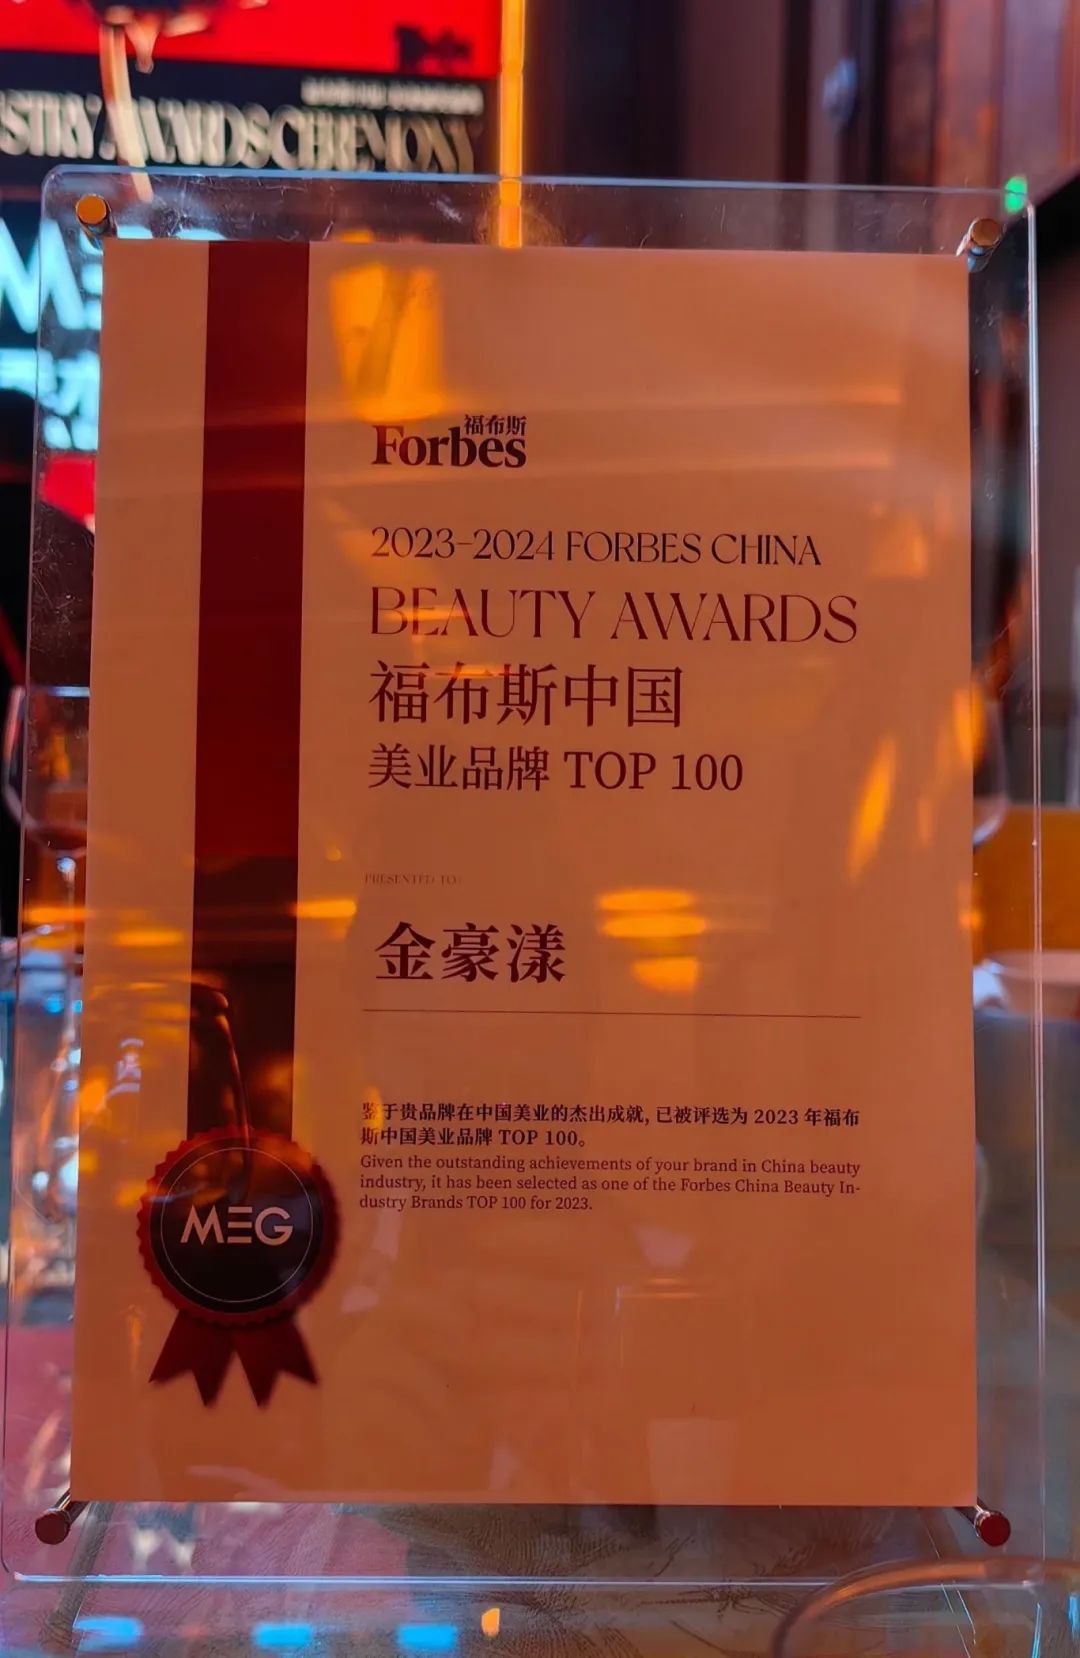 AWARDS CEREMONY
福布斯
Forbes
2023-2024 FORBES CHINA
BEAUTY AWARDS
福布斯中国
美业品牌 TOP 100
PRESENTED TO:
金豪漾
鉴于贵品牌在中国美业的杰出成就, 已被评选为 2023 年福布
斯中国美业品牌 TOP 100。
Given the outstanding achievements of your brand in China beauty
industry, it has been selected as one of the Forbes China Beauty In-
dustry Brands TOP 100 for 2023.
MEG